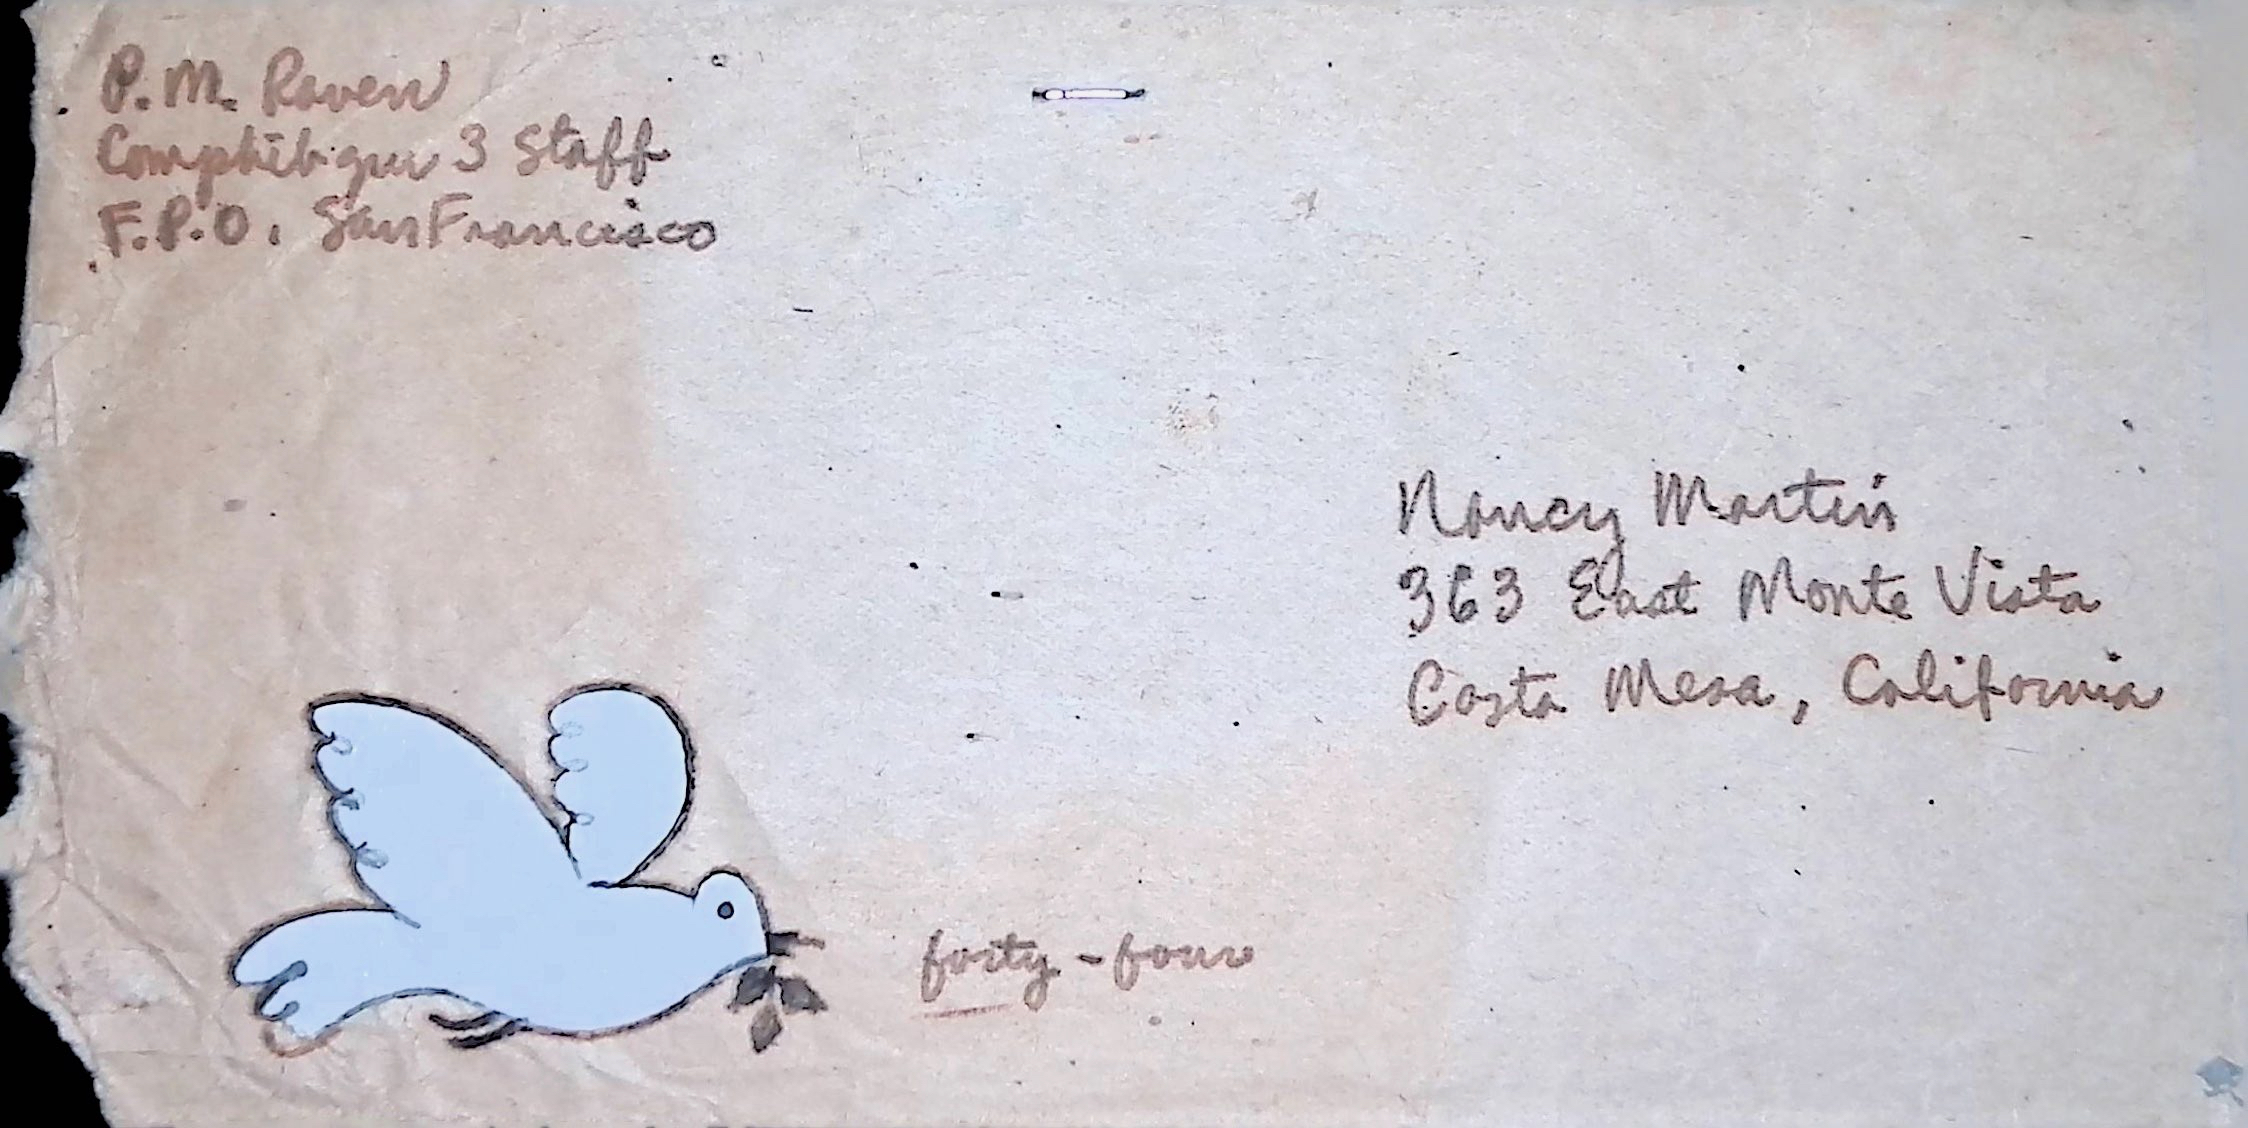 P. M. Raven
Comphibgru 3 Staff
F.P.O. San Francisco
Nancy Martin
363 East Monte Vista
Costa Mesa, California
forty-four